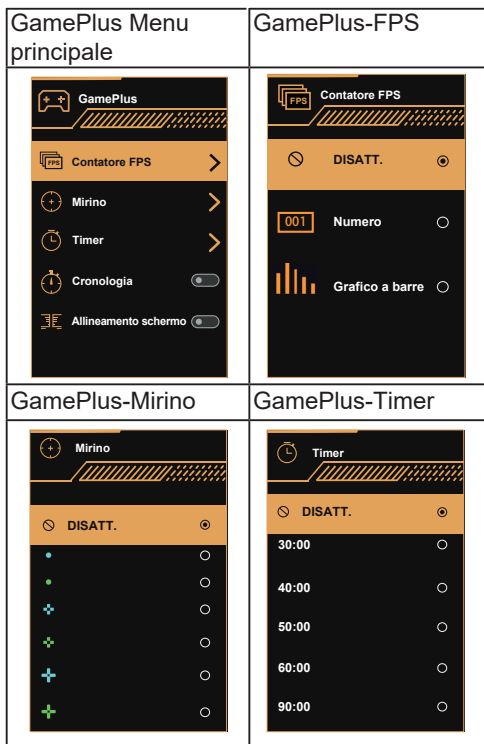 GamePlus Menu
principale
GamePlus-FPS
GamePlus
FPS
Contatore FPS
Mirino
Timer
Cronologia
Allineamento schermo
FPS
Contatore FPS
DISATT.
001
Numero
Grafico a barre
GamePlus-Mirino
GamePlus-Timer
Mirino
DISATT.
Timer
DISATT.
30:00
40:00
50:00
60:00
90:00